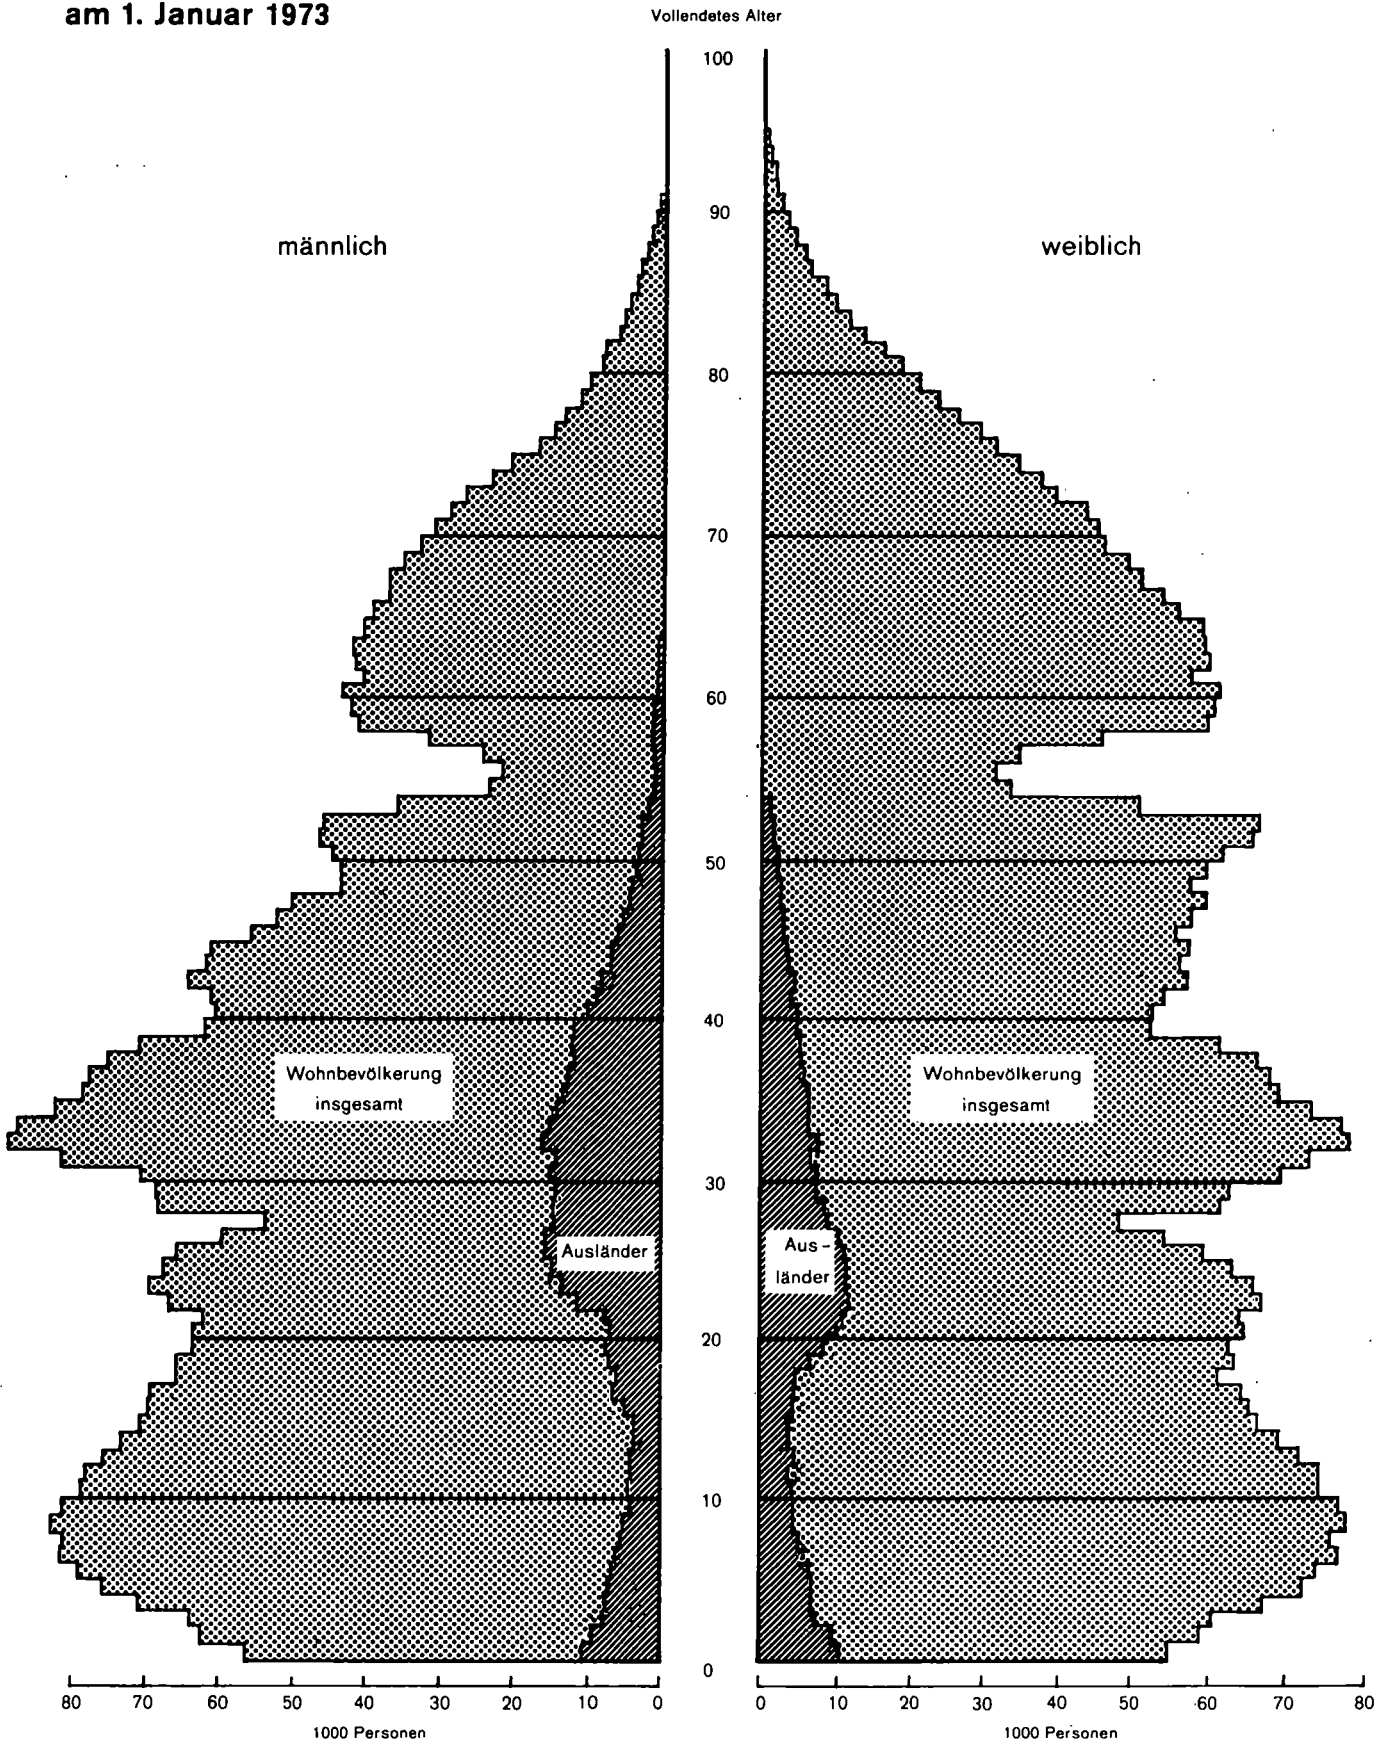 am 1. Januar 1973
Vollendetes Alter
100
90
männlich
weiblich
80
70
60
50
40
Wohnbevölkerung
insgesamt
Wohnbevölkerung
insgesamt
30
Ausländer
Aus-
länder
20
10
0
80 70 60 50 40 30 20 10 0
0 10 20 30 40 50 60 70 80
1000 Personen
1000 Personen